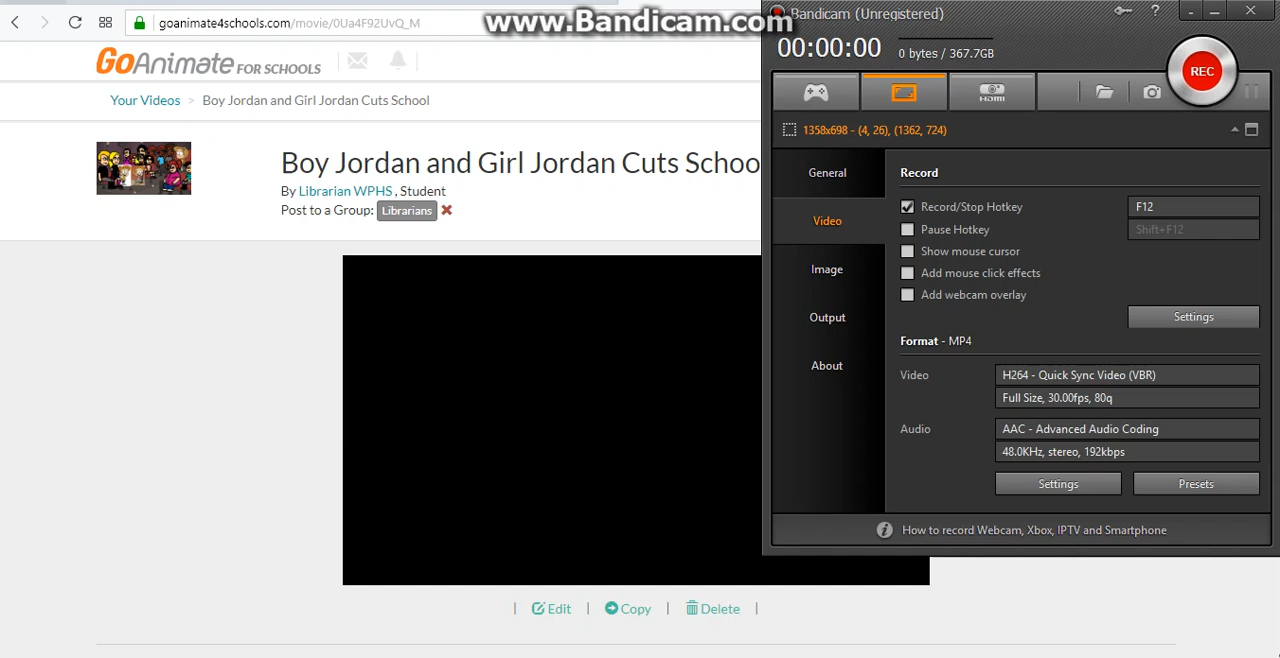 goanimate4schools.com/movie/0Ua4F92UvQ_M
www.Bandicam.com
GoAnimate FOR SCHOOLS
Your Videos > Boy Jordan and Girl Jordan Cuts School
Boy Jordan and Girl Jordan Cuts Schoo
By Librarian WPHS , Student
Post to a Group: Librarians
Edit | Copy | Delete
Bandicam (Unregistered)
00:00:00
0 bytes / 367.7GB
REC
HDMI
1358x698 - (4, 26), (1362, 724)
General
Video
Image
Output
About
Record
Record/Stop Hotkey F12
Pause Hotkey Shift+F12
Show mouse cursor
Add mouse click effects
Add webcam overlay
Settings
Format - MP4
Video H264 - Quick Sync Video (VBR)
Full Size, 30.00fps, 80q
Audio AAC - Advanced Audio Coding
48.0KHz, stereo, 192kbps
Settings Presets
How to record Webcam, Xbox, IPTV and Smartphone